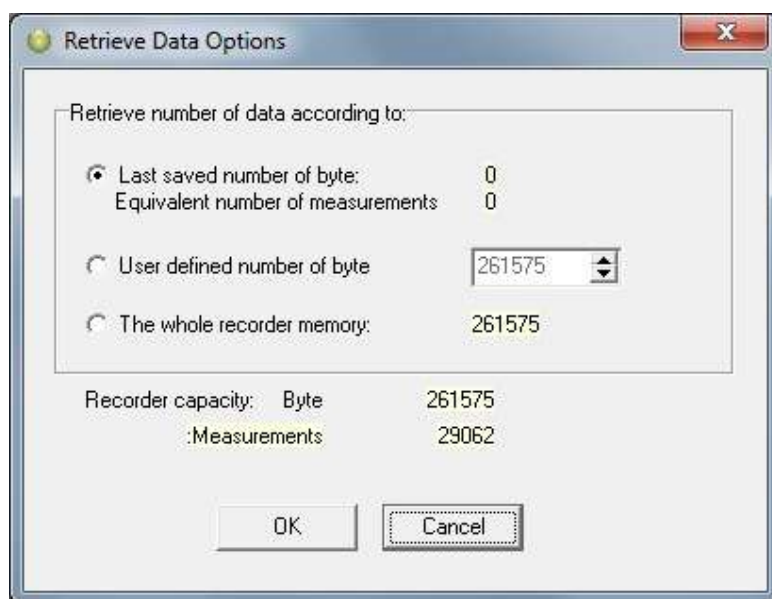 Retrieve Data Options
Retrieve number of data according to:
Last saved number of byte: 0
Equivalent number of measurements 0
User defined number of byte 261575
The whole recorder memory: 261575
Recorder capacity: Byte 261575
:Measurements 29062
OK Cancel